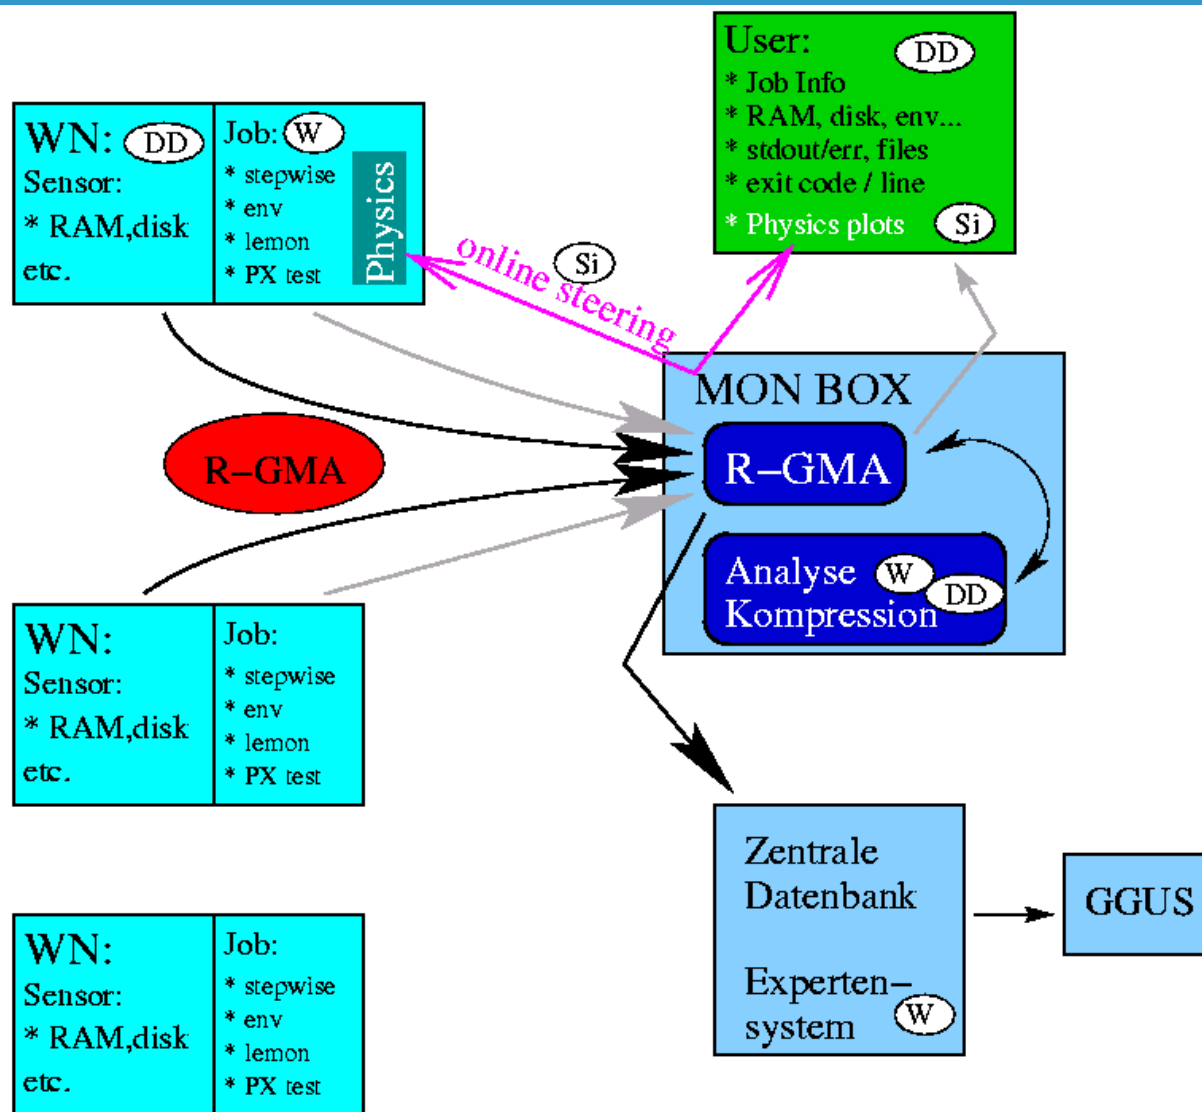 WN: DD
Sensor:
* RAM,disk
etc.
Job: W
* stepwise
* env
* lemon
* PX test
Physics
User: DD
* Job Info
* RAM, disk, env...
* stdout/err, files
* exit code / line
* Physics plots Si
online steering
Si
R-GMA
MON BOX
R-GMA
Analyse W
Kompression DD
WN:
Sensor:
* RAM,disk
etc.
Job:
* stepwise
* env
* lemon
* PX test
Zentrale
Datenbank
Experten-
system W
GGUS
WN:
Sensor:
* RAM,disk
etc.
Job:
* stepwise
* env
* lemon
* PX test